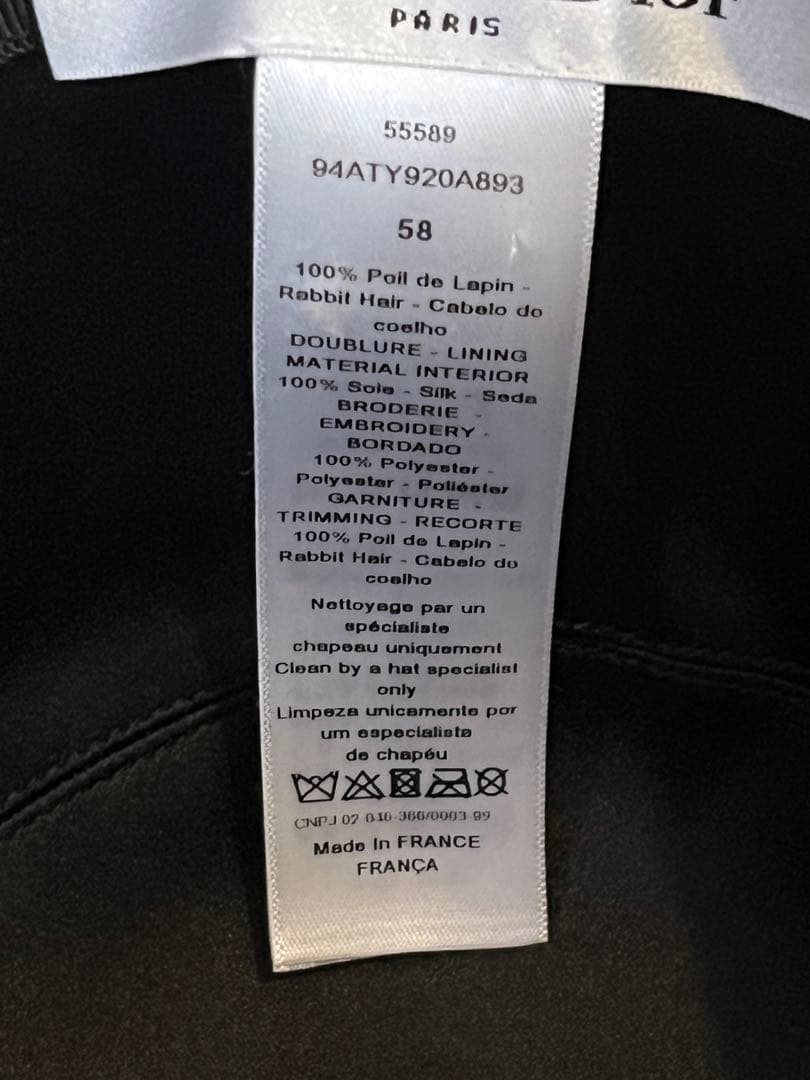 PARIS
55589
94ATY920A893
58
100% Poil de Lapin -
Rabbit Hair - Cabelo do
coelho
DOUBLURE - LINING
MATERIAL INTERIOR
100% Soie - Silk - Seda
BRODERIE -
EMBROIDERY -
BORDADO
100% Polyester -
Polyester - Poliéster
GARNITURE -
TRIMMING - RECORTE
100% Poil de Lapin -
Rabbit Hair - Cabelo do
coelho
Nettoyage par un
spécialiste
chapeau uniquement
Clean by a hat specialist
only
Limpeza unicamente por
um especialista
de chapéu
CNPJ 02 010 366/0003 99
Made In FRANCE
FRANÇA